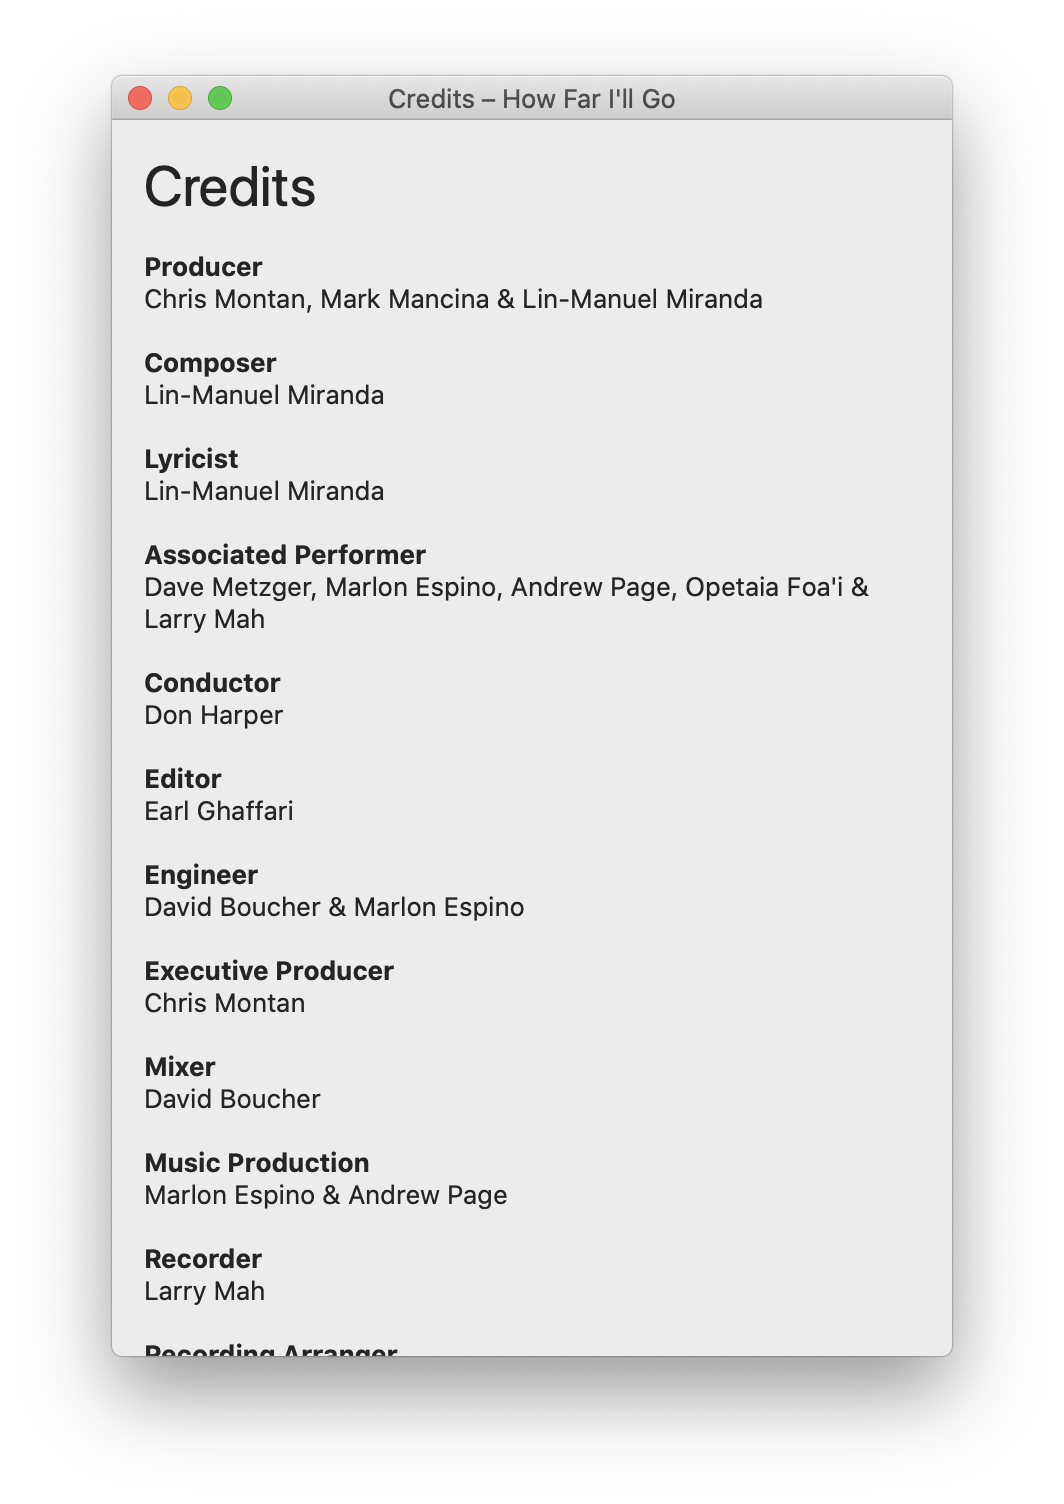 Credits – How Far I'll Go
Credits
Producer
Chris Montan, Mark Mancina & Lin-Manuel Miranda
Composer
Lin-Manuel Miranda
Lyricist
Lin-Manuel Miranda
Associated Performer
Dave Metzger, Marlon Espino, Andrew Page, Opetaia Foa'i &
Larry Mah
Conductor
Don Harper
Editor
Earl Ghaffari
Engineer
David Boucher & Marlon Espino
Executive Producer
Chris Montan
Mixer
David Boucher
Music Production
Marlon Espino & Andrew Page
Recorder
Larry Mah
Recording Arranger